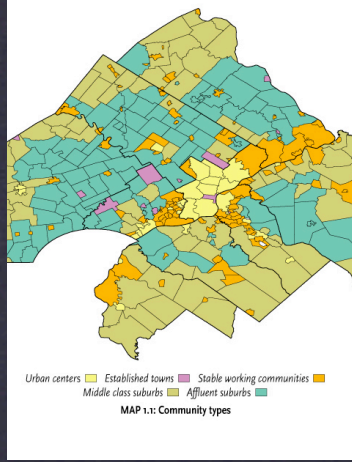 Urban centers Established towns Stable working communities
Middle class suburbs Affluent suburbs
MAP 1.1: Community types